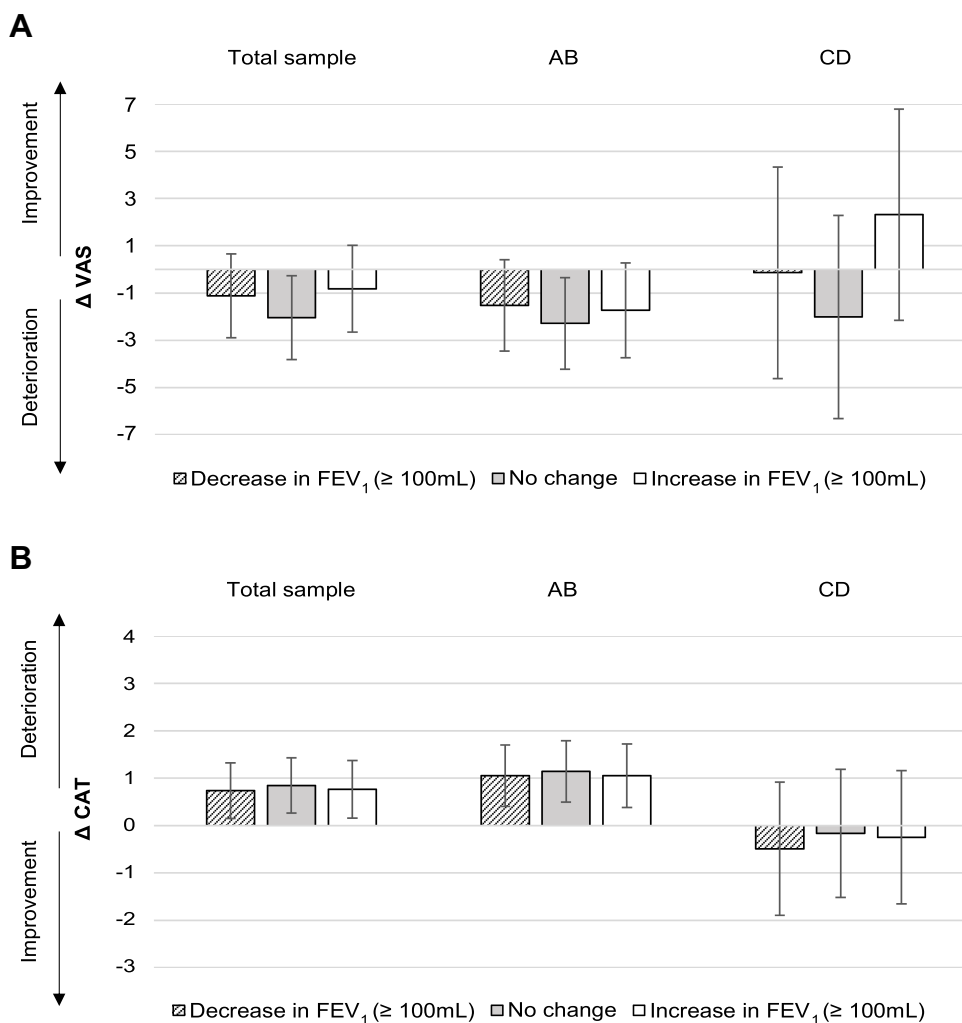 A
Total sample AB CD
Improvement
Deterioration
Δ VAS
7
5
3
1
-1
-3
-5
-7
Decrease in FEV₁ (≥ 100mL) No change Increase in FEV₁ (≥ 100mL)
B
Total sample AB CD
Deterioration
Improvement
Δ CAT
4
3
2
1
0
-1
-2
-3
Decrease in FEV₁ (≥ 100mL) No change Increase in FEV₁ (≥ 100mL)